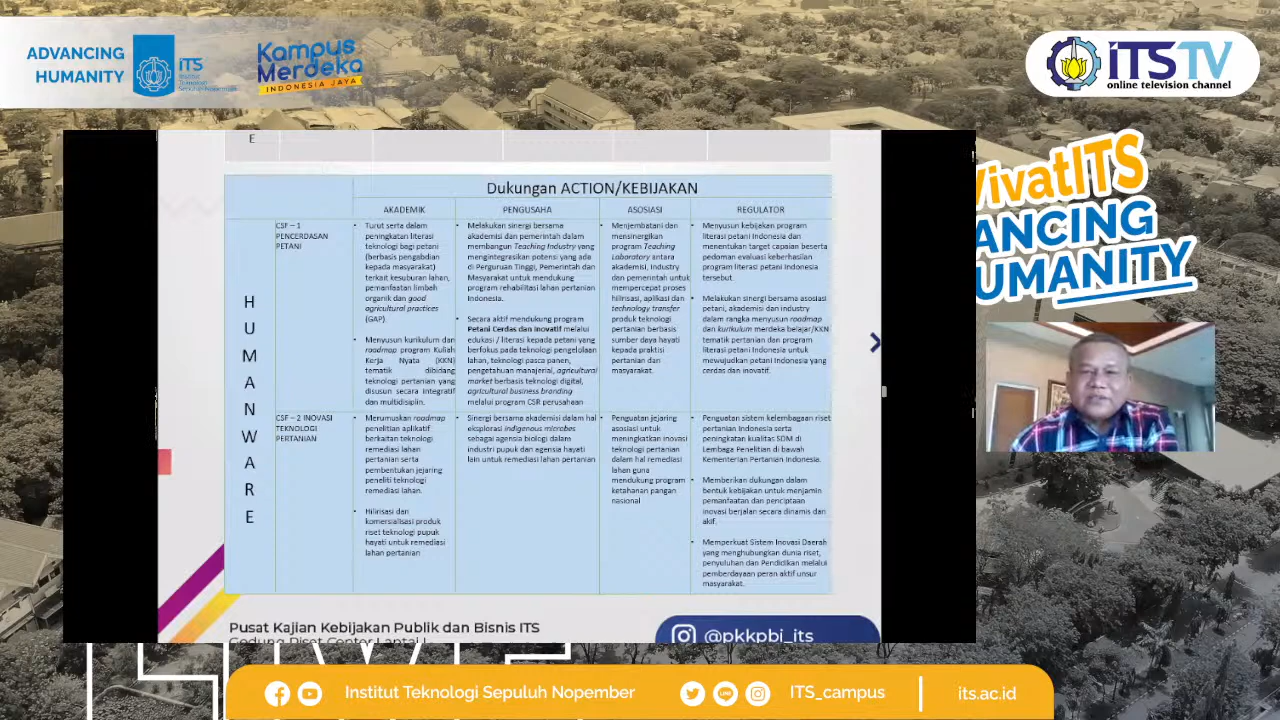 ADVANCING
HUMANITY
iTS
Institut
Teknologi
Sepuluh Nopember
Kampus
Merdeka
INDONESIA JAYA
iTSTV
online television channel
VivatITS
ADVANCING
HUMANITY
E
Dukungan ACTION/KEBIJAKAN
AKADEMIK
PENGUSAHA
ASOSIASI
REGULATOR
H
U
M
A
N
W
A
R
E
CSF – 1
PENCERDASAN
PETANI
• Turut serta dalam
peningkatan literasi
teknologi bagi petani
(berbasis pengabdian
kepada masyarakat)
terkait kesuburan lahan,
pemanfaatan limbah
organik dan good
agricultural practices
(GAP).
• Menyusun kurikulum dan
roadmap program Kuliah
Kerja Nyata (KKN)
tematik dibidang
teknologi pertanian yang
disusun secara integratif
dan multidisplin.
• Melakukan sinergi bersama
akademisi dan pemerintah dalam
membangun Teaching Industry yang
mengintegresikan potensi yang ada
di Perguruan Tinggi, Pemerintah dan
Masyarakat untuk mendukung
program rehabilitasi lahan pertanian
Indonesia.
• Secara aktif mendukung program
Petani Cerdas dan Inovatif melalui
edukasi / literasi kepada petani yang
berfokus pada teknologi pengelolaan
lahan, teknologi pasca panen,
pengetahuan manajerial, agricultural
market berbasis teknologi digital,
agricultural business branding
melalui program CSR perusahaan
• Menjembatani dan
mensinergikan
program Teaching
Laboratory antara
akademisi, Industry
dan pemerintah untuk
mempercepat proses
hilirisasi, aplikasi dan
technology transfer
produk teknologi
pertanian berbasis
sumber daya hayati
kepada praktisi
pertanian dan
masyarakat.
• Menyusun kebijakan program
literasi petani Indonesia dan
menentukan target capaian beserta
pedoman evaluasi keberhasilan
program literasi petani Indonesia
tersebut.
• Melakukan sinergi bersama asosiasi
petani, akademisi dan industry
dalam rangka menyusun roadmap
dan kurikulum merdeka belajar/KKN
tematik pertanian dan program
literasi petani Indonesia untuk
mewujudkan petani Indonesia yang
cerdas dan inovatif.
CSF – 2 INOVASI
TEKNOLOGI
PERTANIAN
• Merumuskan roadmap
penelitian aplikatif
berkaitan teknologi
remediasi lahan
pertanian serta
pembentukan jejaring
peneliti teknologi
remediasi lahan.
• Hilirisasi dan
komersialisasi produk
riset teknologi pupuk
hayati untuk remediasi
lahan pertanian
• Sinergi bersama akademisi dalam hal
eksplorasi indigenous microbes
sebagai agensia biologi dalam
industri pupuk dan agensia hayati
lain untuk remediasi lahan pertanian
• Penguatan jejaring
asosiasi untuk
meningkatkan inovasi
teknologi pertanian
dalam hal remediasi
lahan guna
mendukung program
ketahanan pangan
nasional
• Penguatan sistem kelembagaan riset
pertanian Indonesia serta
peningkatan kualitas SDM di
Lembaga Penelitian di bawah
Kementerian Pertanian Indonesia.
• Memberikan dukungan dalam
bentuk kebijakan untuk menjamin
pemanfaatan dan penciptaan
inovasi berjalan secara dinamis dan
akif.
• Memperkuat Sistem Inovasi Daerah
yang menghubungkan dunia riset,
penyuluhan dan Pendidikan melalui
pemberdayaan peran aktif unsur
masyarakat.
Pusat Kajian Kebijakan Publik dan Bisnis ITS
Gedung Riset Center Lantai I
@pkkpbi_its
Institut Teknologi Sepuluh Nopember
ITS_campus
its.ac.id